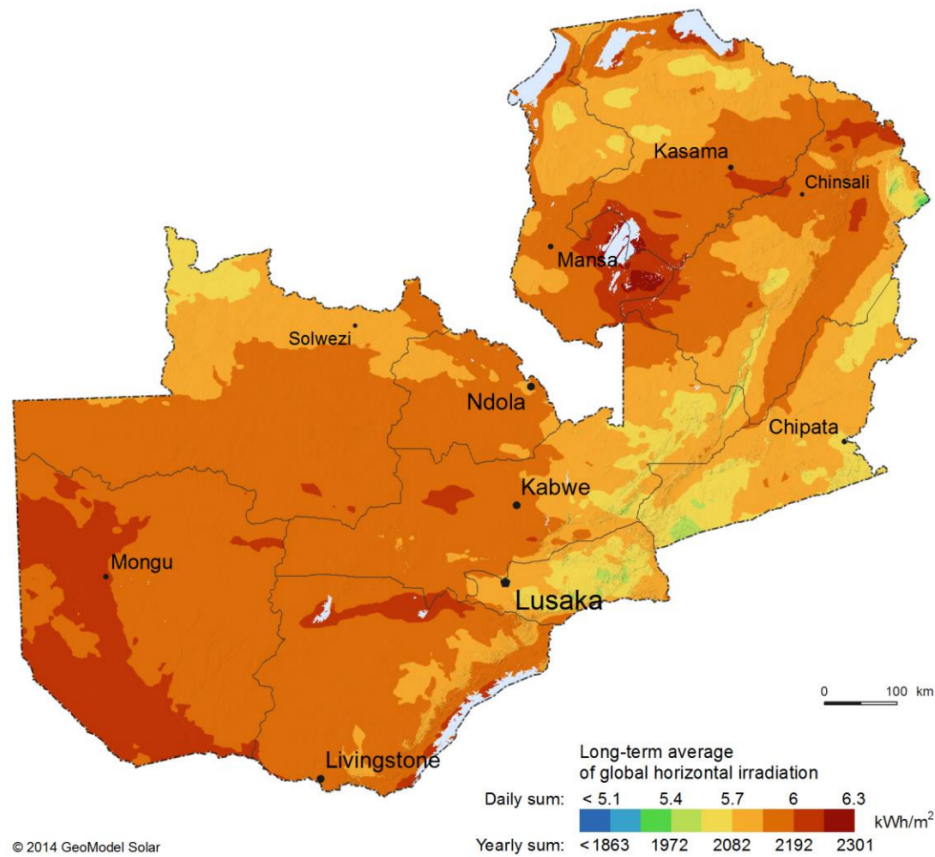 Kasama
Chinsali
Mansa
Solwezi
Ndola
Chipata
Kabwe
Mongu
Lusaka
0 100 km
Livingstone
Long-term average
of global horizontal irradiation
Daily sum: < 5.1 5.4 5.7 6 6.3
kWh/m²
Yearly sum: <1863 1972 2082 2192 2301
© 2014 GeoModel Solar